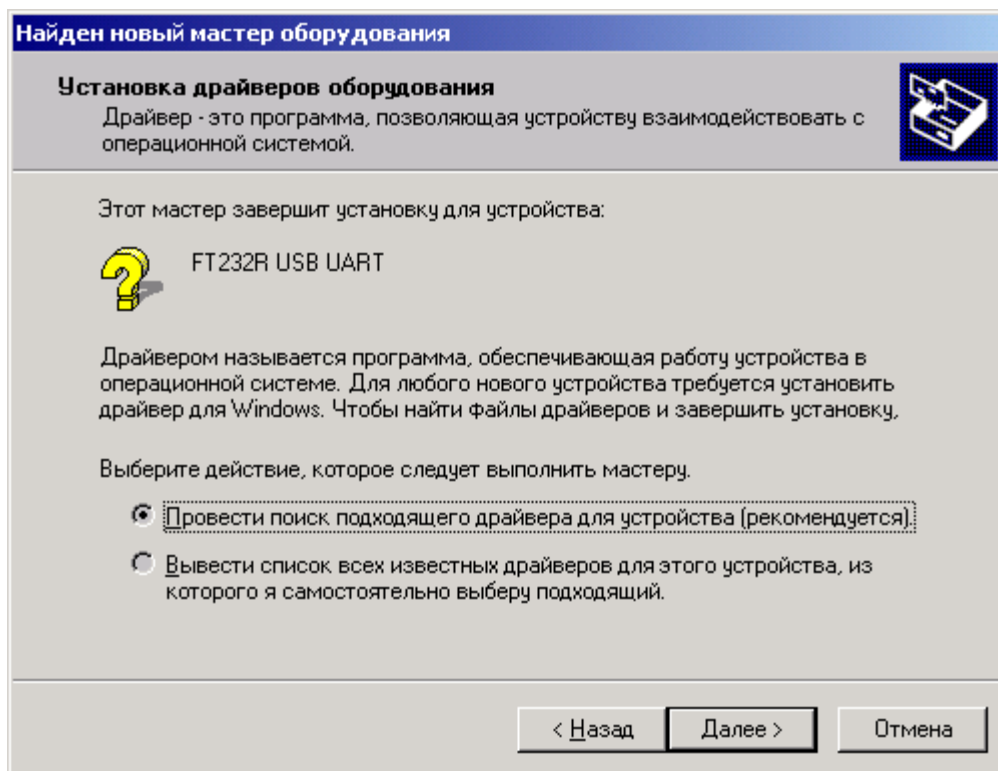 Найден новый мастер оборудования
Установка драйверов оборудования
Драйвер - это программа, позволяющая устройству взаимодействовать с
операционной системой.
Этот мастер завершит установку для устройства:
FT232R USB UART
Драйвером называется программа, обеспечивающая работу устройства в
операционной системе. Для любого нового устройства требуется установить
драйвер для Windows. Чтобы найти файлы драйверов и завершить установку,
Выберите действие, которое следует выполнить мастеру.
Провести поиск подходящего драйвера для устройства (рекомендуется).
Вывести список всех известных драйверов для этого устройства, из
которого я самостоятельно выберу подходящий.
< Назад Далее > Отмена